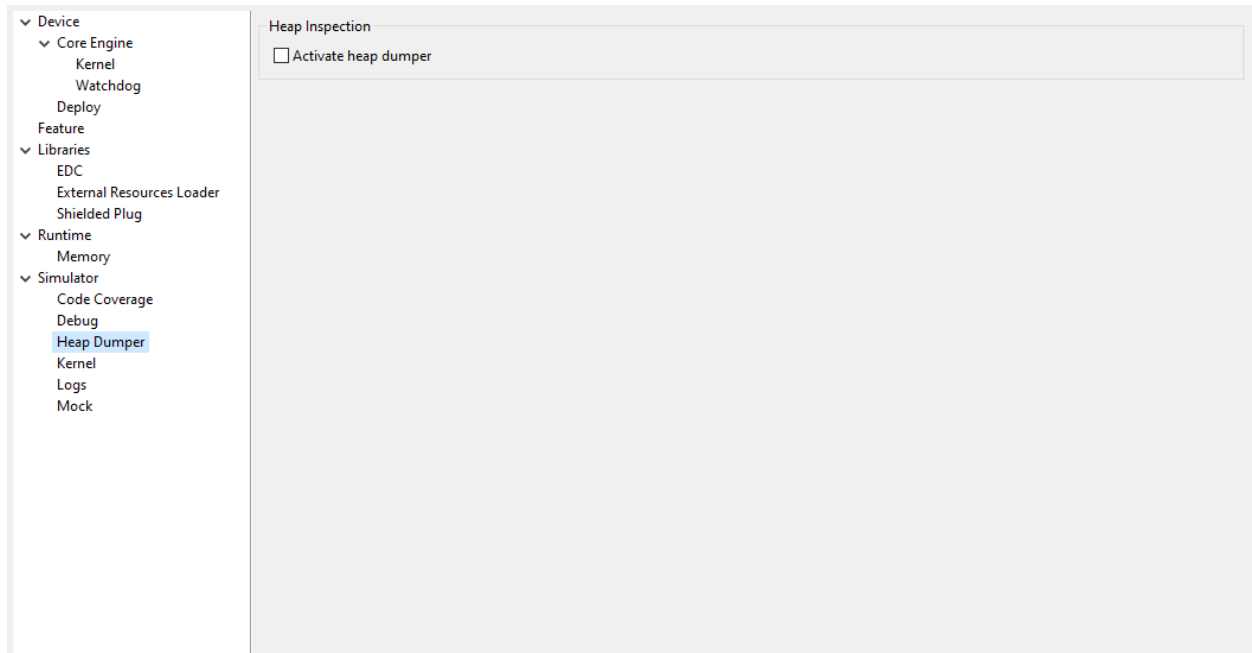 Device
Core Engine
Kernel
Watchdog
Deploy
Feature
Libraries
EDC
External Resources Loader
Shielded Plug
Runtime
Memory
Simulator
Code Coverage
Debug
Heap Dumper
Kernel
Logs
Mock
Heap Inspection
Activate heap dumper